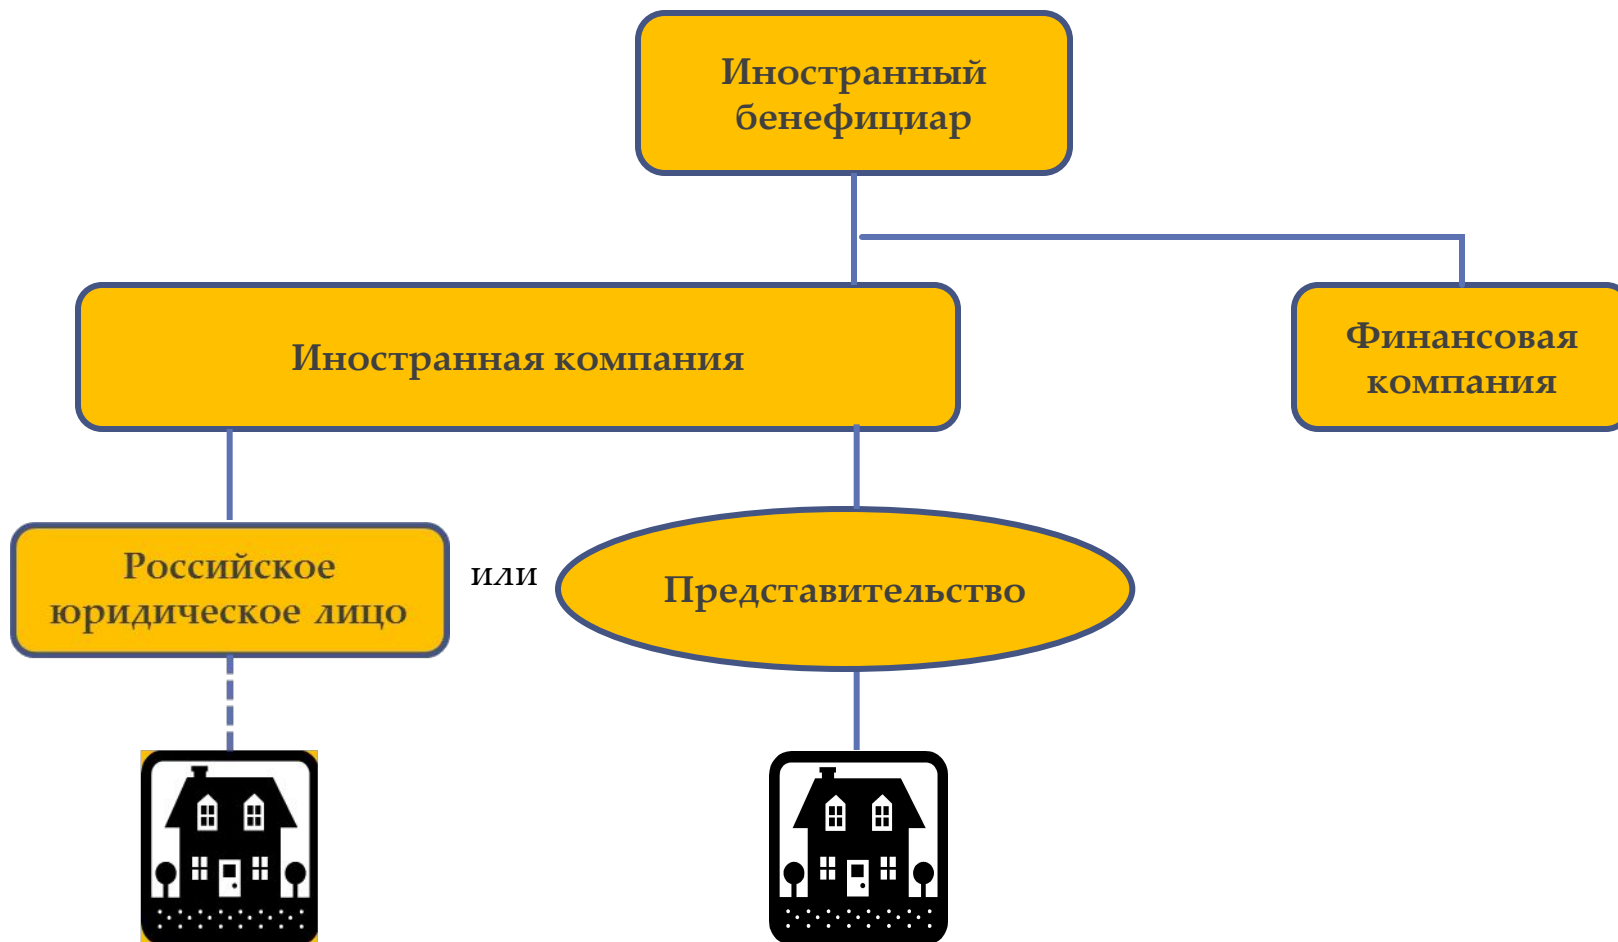 Иностранный
бенефициар
Иностранная компания
Финансовая
компания
Российское
юридическое лицо
или
Представительство